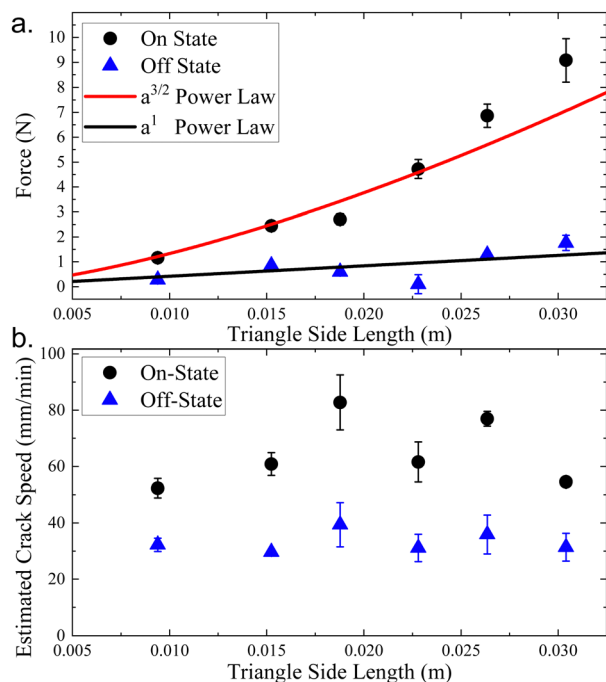 a.
10
9
8
7
6
5
4
3
2
1
0
Force (N)
On State
Off State
a3/2 Power Law
a1 Power Law
0.005 0.010 0.015 0.020 0.025 0.030
Triangle Side Length (m)
b.
100
80
60
40
20
0
Estimated Crack Speed (mm/min)
On-State
Off-State
0.005 0.010 0.015 0.020 0.025 0.030
Triangle Side Length (m)